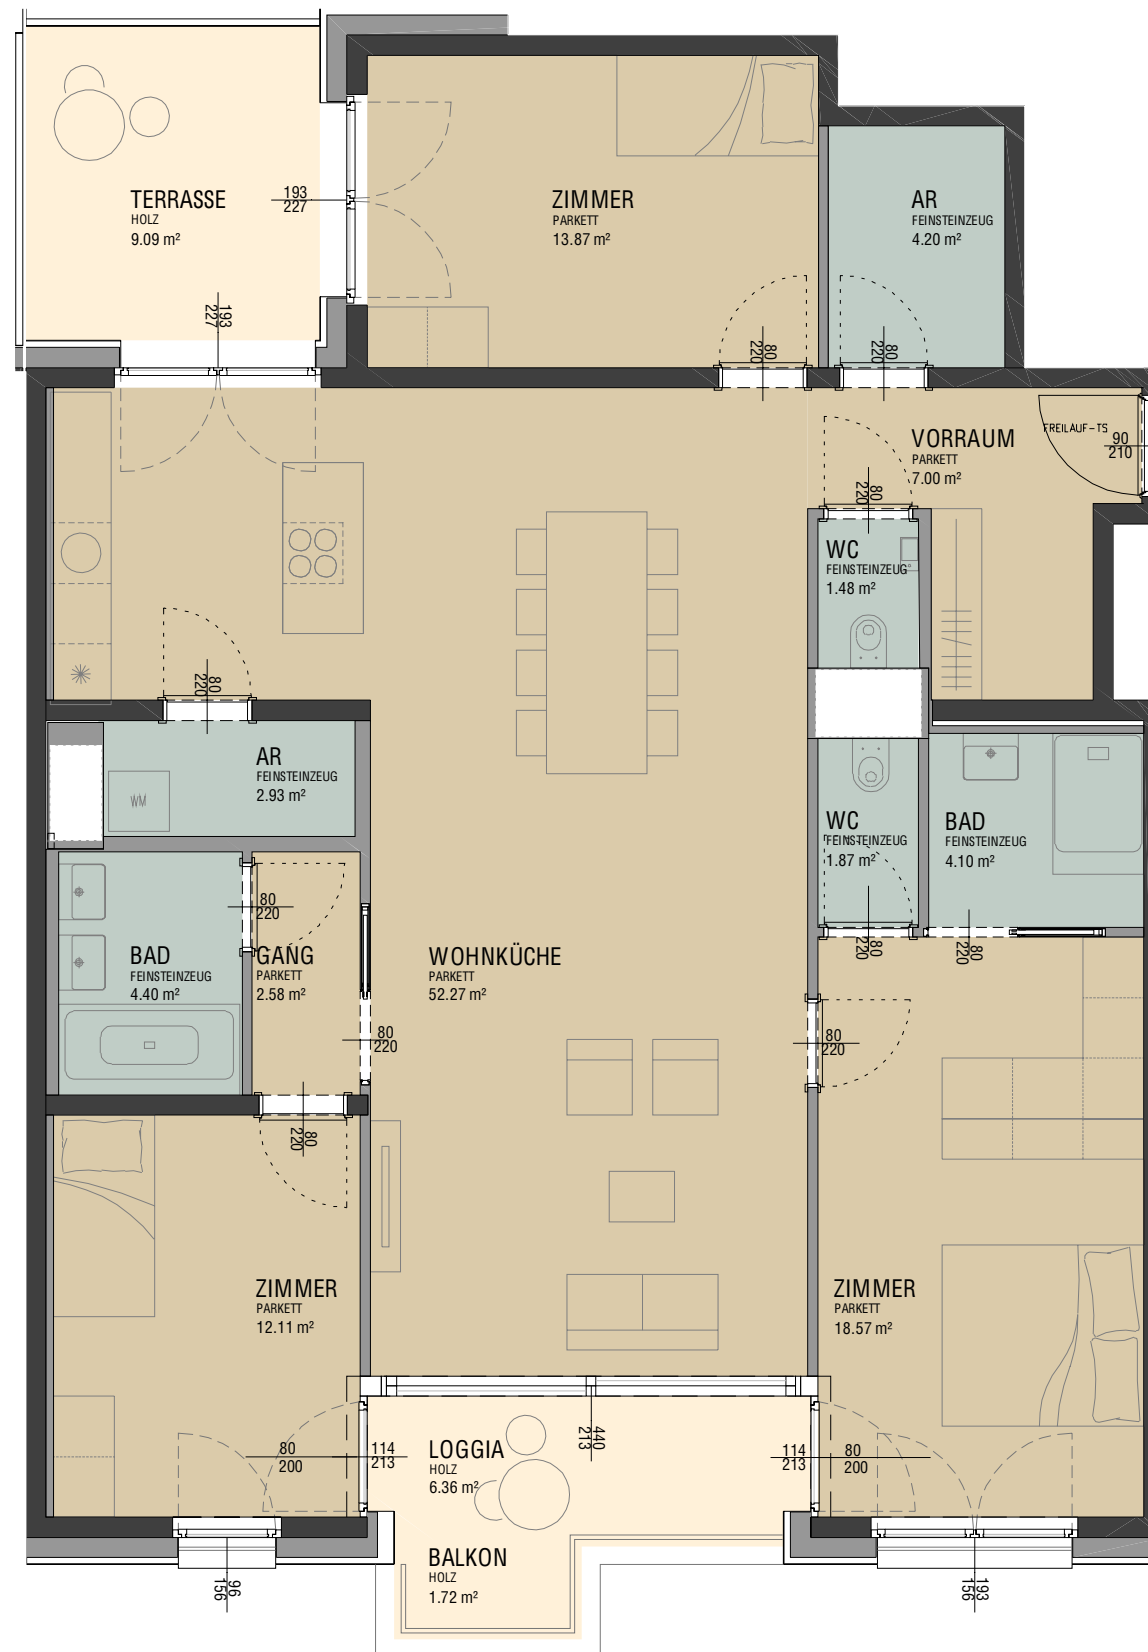 TERRASSE
HOLZ
9.09 m²
193
227
193
227
ZIMMER
PARKETT
13.87 m²
AR
FEINSTEINZEUG
4.20 m²
80
220
80
220
VORRAUM
PARKETT
7.00 m²
FREILAUF-TS
90
210
80
220
WC
FEINSTEINZEUG
1.48 m²
80
220
AR
FEINSTEINZEUG
2.93 m²
WM
WC
FEINSTEINZEUG
1.87 m²
BAD
FEINSTEINZEUG
4.10 m²
80
220
80
220
80
220
BAD
FEINSTEINZEUG
4.40 m²
GANG
PARKETT
2.58 m²
WOHNKÜCHE
PARKETT
52.27 m²
80
220
80
220
80
220
ZIMMER
PARKETT
12.11 m²
ZIMMER
PARKETT
18.57 m²
80
200
114
213
LOGGIA
HOLZ
6.36 m²
440
213
114
213
80
200
BALKON
HOLZ
1.72 m²
96
156
193
156